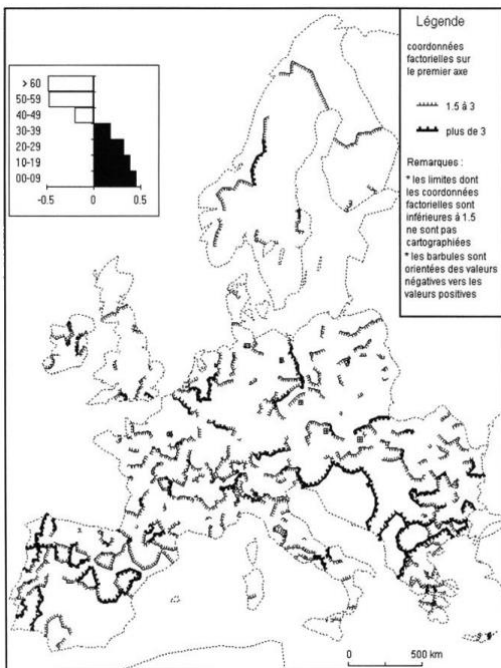 Légende
coordonnées
factorielles sur
le premier axe
1.5 à 3
plus de 3
Remarques :
* les limites dont
les coordonnées
factorielles sont
inférieures à 1.5
ne sont pas
cartographiées
* les barbules sont
orientées des valeurs
négatives vers les
valeurs positives
> 60
50-59
40-49
30-39
20-29
10-19
00-09
-0.5 0 0.5
0 500 km